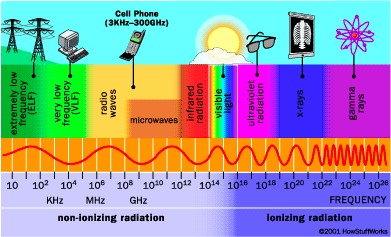 Cell Phone
(3KHz–300GHz)
extremely low
frequency
(ELF)
very low
frequency
(VLF)
radio
waves
microwaves
infrared
radiation
visible
light
ultraviolet
radiation
x-rays
gamma
rays
10 10² 10⁴ 10⁶ 10⁸ 10¹⁰ 10¹² 10¹⁴ 10¹⁶ 10¹⁸ 10²⁰ 10²² 10²⁴ 10²⁶
KHz MHz GHz FREQUENCY
non-ionizing radiation ionizing radiation
©2001 HowStuffWorks